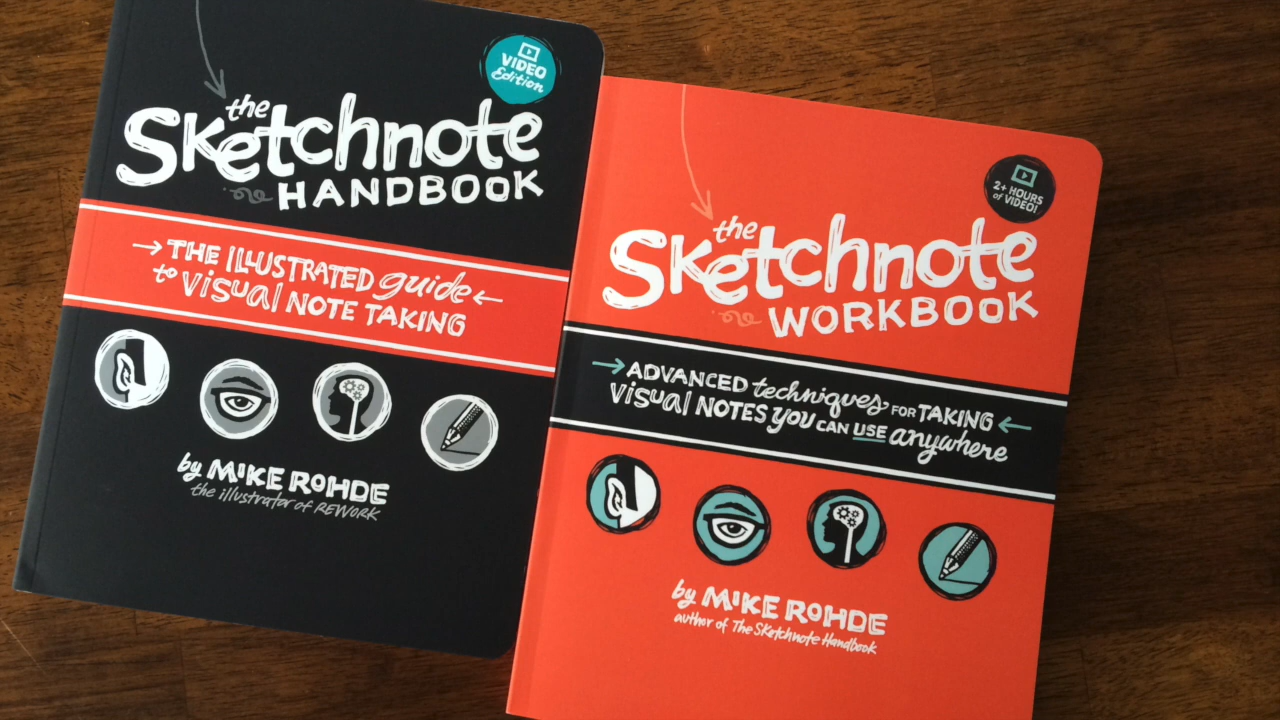 VIDEO
Edition
the
Sketchnote
HANDBOOK
THE ILLUSTRATED guide
to Visual NOTE TAKING
by MIKE ROHDE
the illustrator of REWORK
2+ HOURS
of VIDEO!
the
Sketchnote
WORKBOOK
ADVANCED techniques FOR TAKING
Visual NOTES YOU CAN USE anywhere
by MIKE ROHDE
author of The Sketchnote Handbook